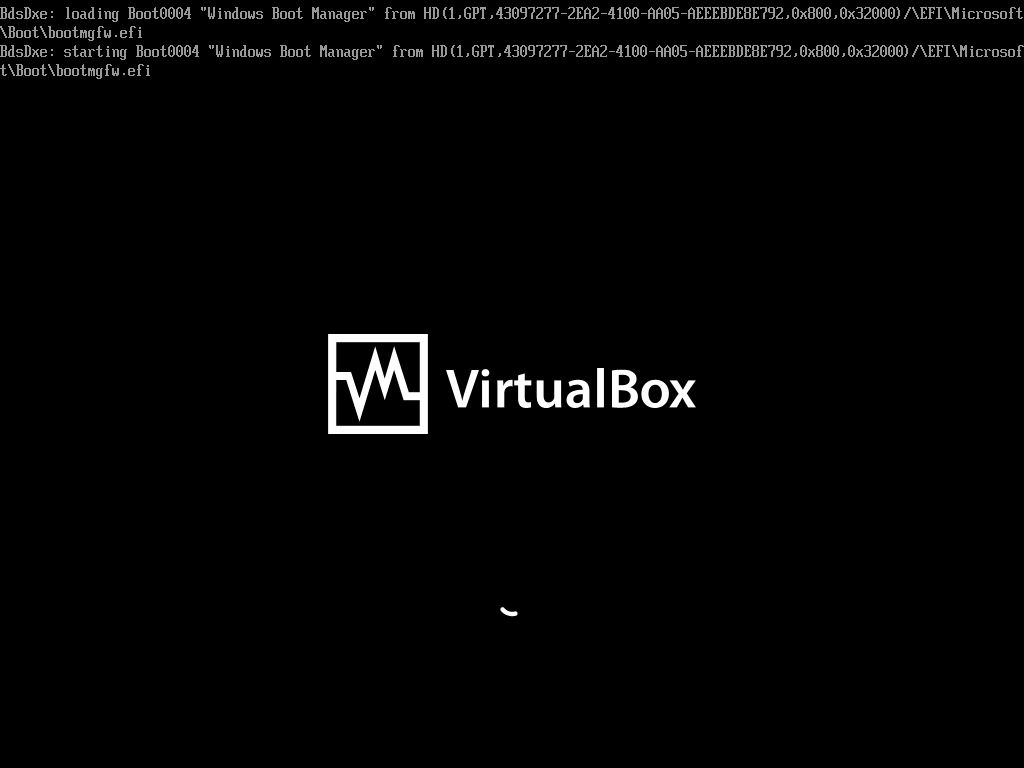 BdsDxe: loading Boot0004 "Windows Boot Manager" from HD(1,GPT,43097277-2EA2-4100-AA05-AEEEBDE8E792,0x800,0x32000)/\EFI\Microsoft
\Boot\bootmgfw.efi
BdsDxe: starting Boot0004 "Windows Boot Manager" from HD(1,GPT,43097277-2EA2-4100-AA05-AEEEBDE8E792,0x800,0x32000)/\EFI\Microsof
t\Boot\bootmgfw.efi
VirtualBox